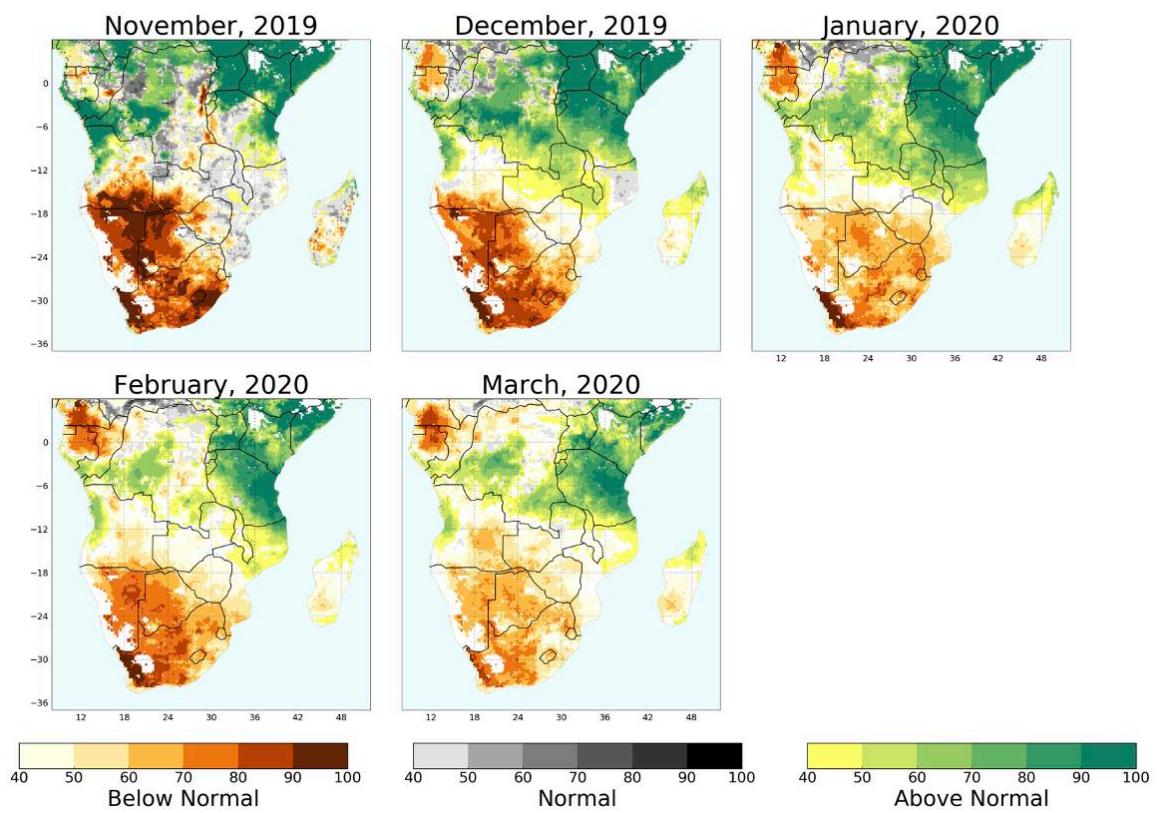 November, 2019 December, 2019 January, 2020
0
−6
−12
−18
−24
−30
−36
12 18 24 30 36 42 48
February, 2020 March, 2020
0
−6
−12
−18
−24
−30
−36
12 18 24 30 36 42 48 12 18 24 30 36 42 48
40 50 60 70 80 90 100 40 50 60 70 80 90 100 40 50 60 70 80 90 100
Below Normal Normal Above Normal